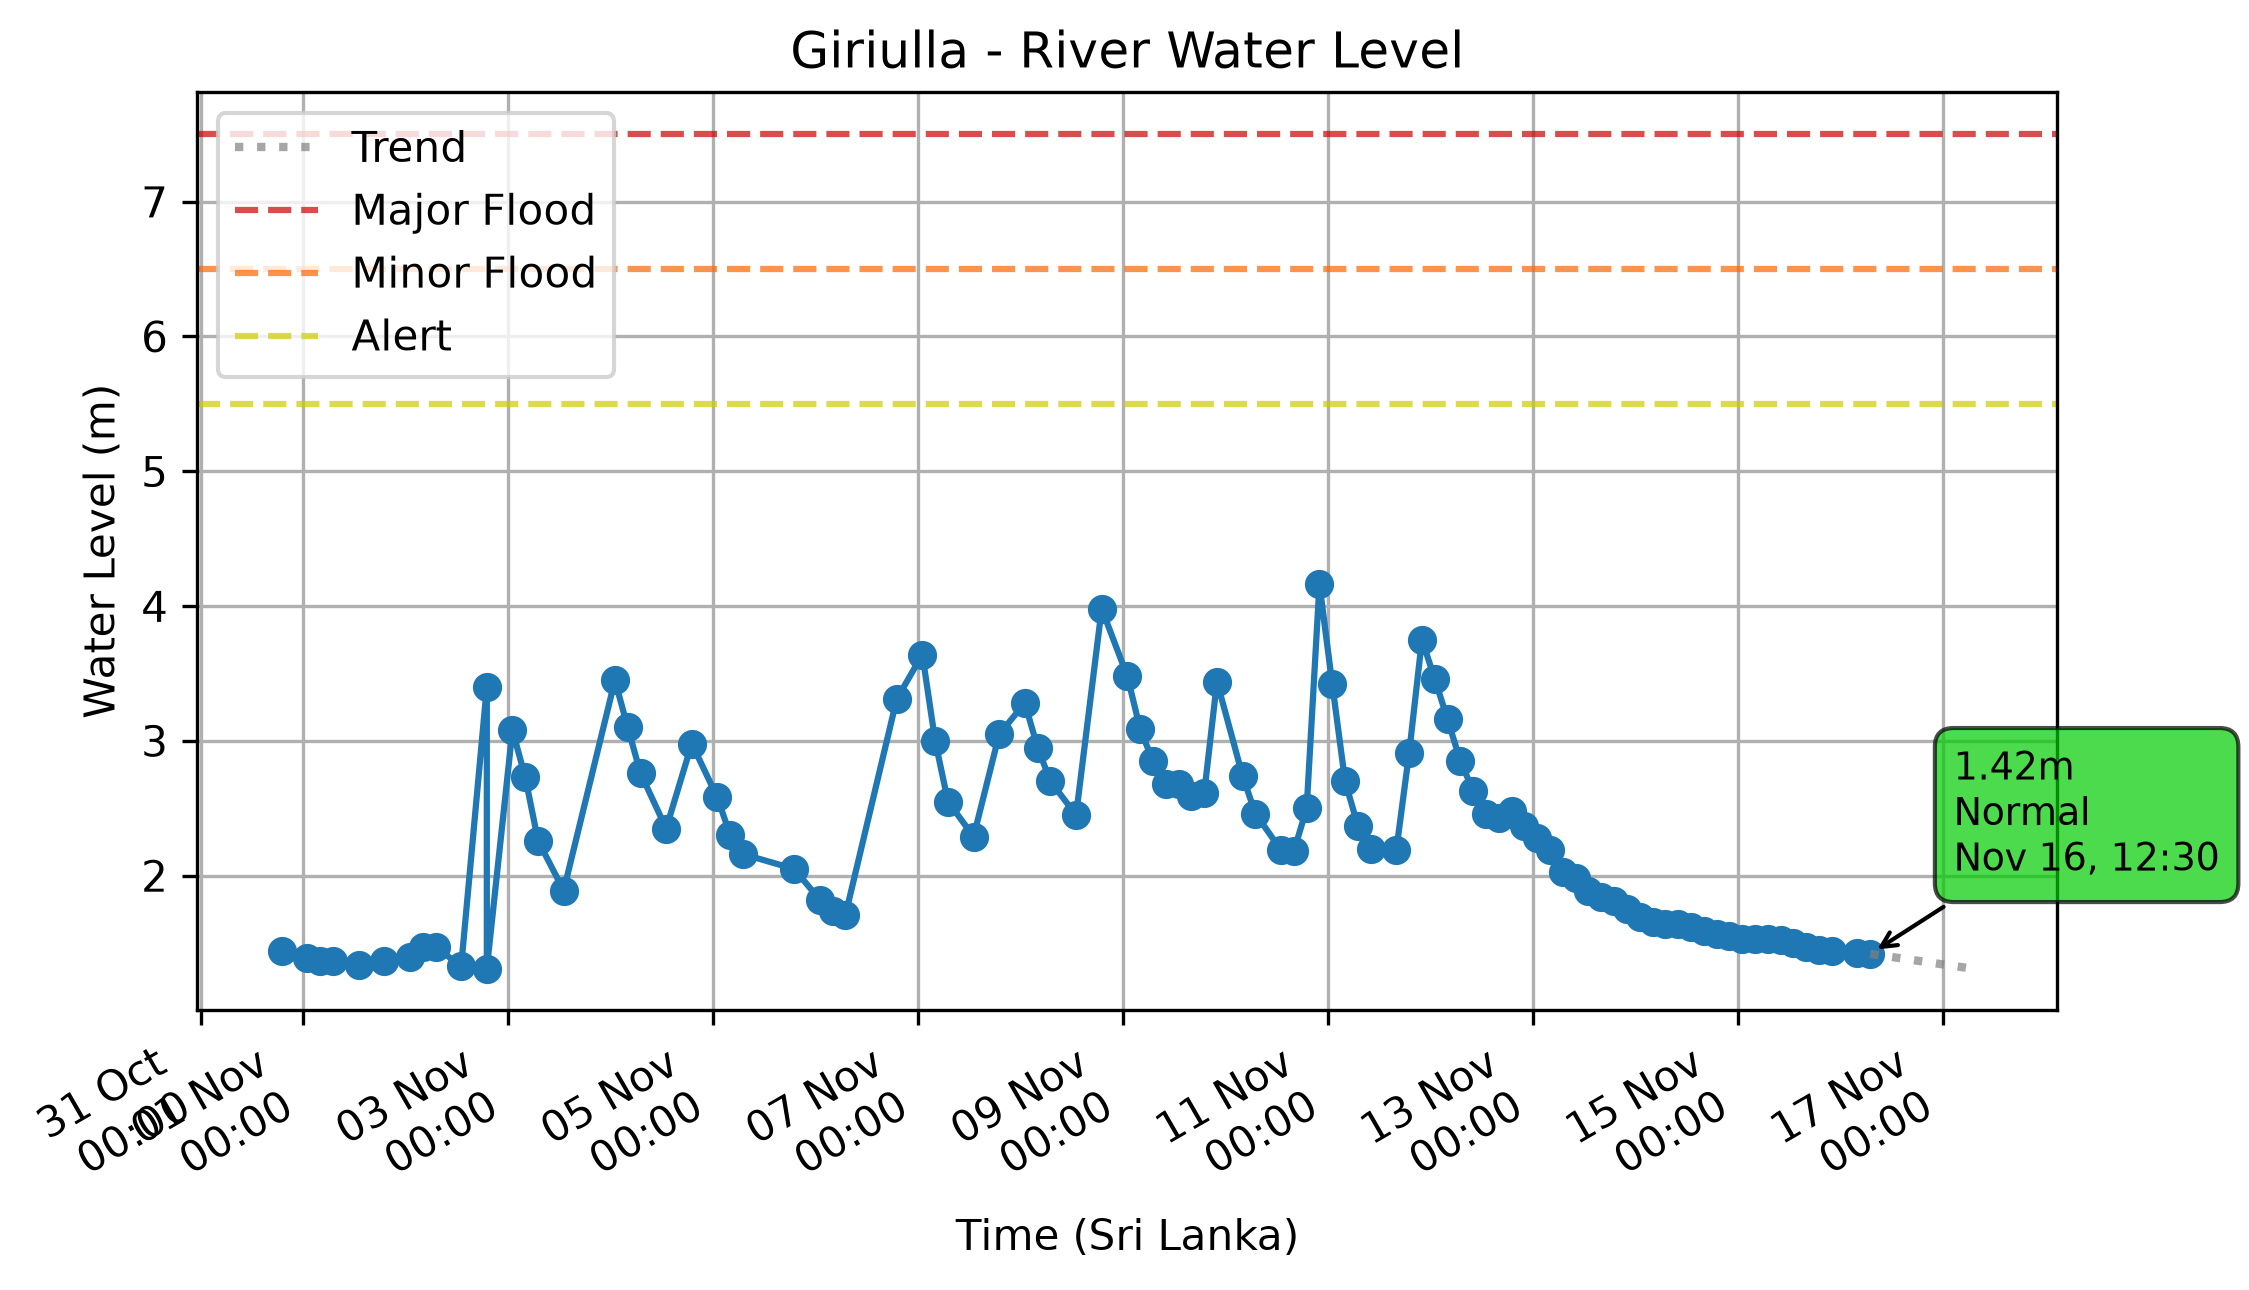 Giriulla - River Water Level
Trend
Major Flood
Minor Flood
Alert
Water Level (m)
7
6
5
4
3
2
1.42m
Normal
Nov 16, 12:30
31 Oct
00:00
01 Nov
00:00
03 Nov
00:00
05 Nov
00:00
07 Nov
00:00
09 Nov
00:00
11 Nov
00:00
13 Nov
00:00
15 Nov
00:00
17 Nov
00:00
Time (Sri Lanka)